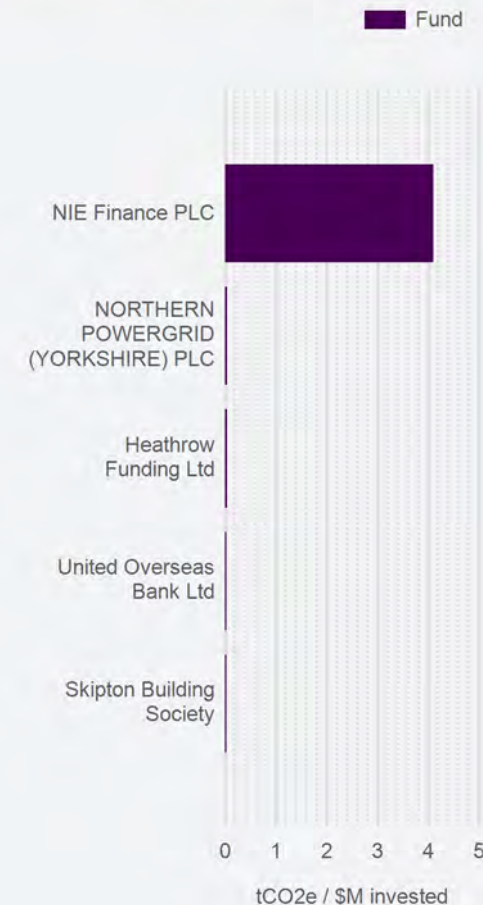 Fund
NIE Finance PLC
NORTHERN
POWERGRID
(YORKSHIRE) PLC
Heathrow
Funding Ltd
United Overseas
Bank Ltd
Skipton Building
Society
0 1 2 3 4 5
tCO2e / $M invested